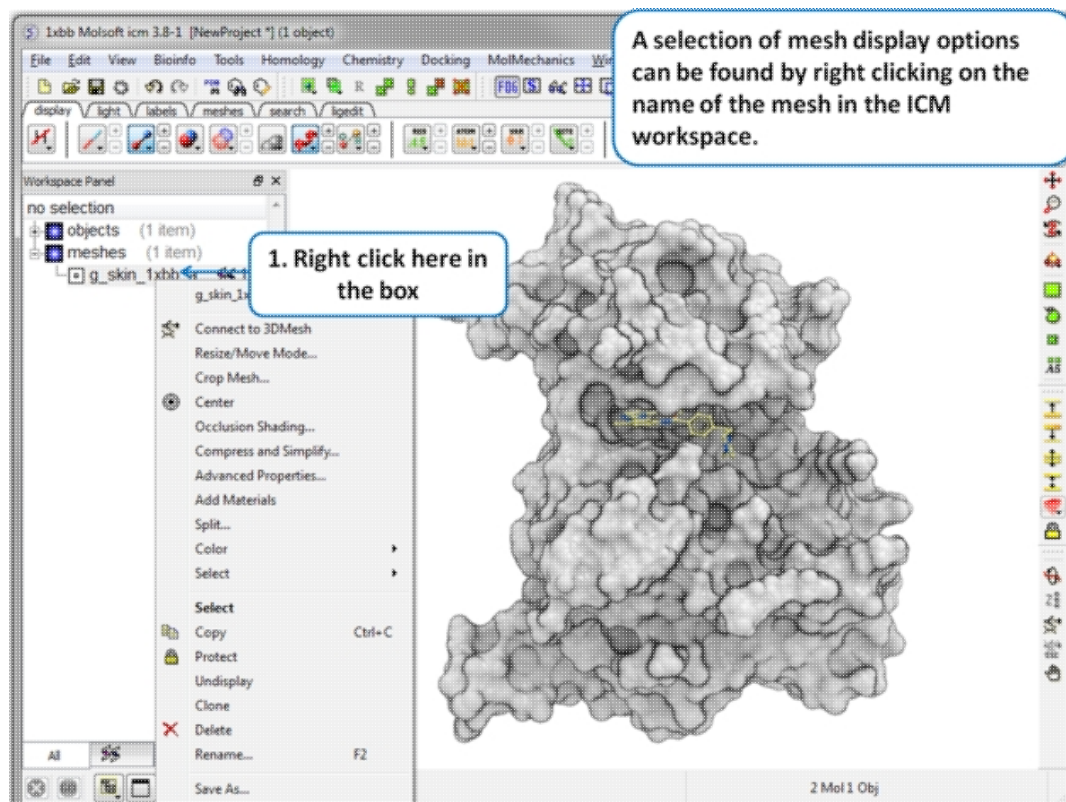 1xbb Molsoft icm 3.8-1 [NewProject *] (1 object)
A selection of mesh display options
can be found by right clicking on the
name of the mesh in the ICM
workspace.
File Edit View Bioinfo Tools Homology Chemistry Docking MolMechanics
display light labels meshes search ligedit
Workspace Panel
no selection
objects (1 item)
meshes (1 item)
g_skin_1xbb
1. Right click here in
the box
Connect to 3DMesh
Resize/Move Mode...
Crop Mesh...
Center
Occlusion Shading...
Compress and Simplify...
Advanced Properties...
Add Materials
Split...
Color
Select
Select
Copy Ctrl+C
Protect
Undisplay
Clone
Delete
Rename... F2
Save As...
All
2 Mol 1 Obj